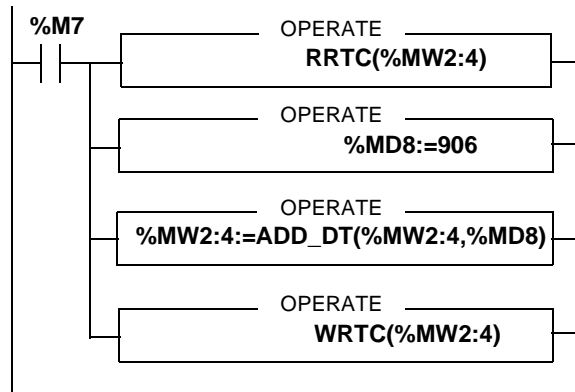 %M7
OPERATE
RRTC(%MW2:4)
OPERATE
%MD8:=906
OPERATE
%MW2:4:=ADD_DT(%MW2:4,%MD8)
OPERATE
WRTC(%MW2:4)